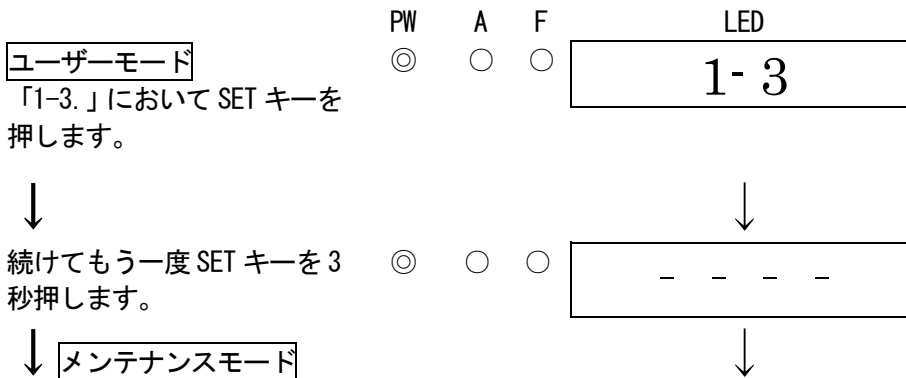 PW A F LED
ユーザーモード ◎ ○ ○ 1- 3
「1-3.」において SET キーを
押します。
↓ ↓
続けてもう一度 SET キーを 3 ◎ ○ ○ - - - -
秒押します。
↓ メンテナンスモード ↓